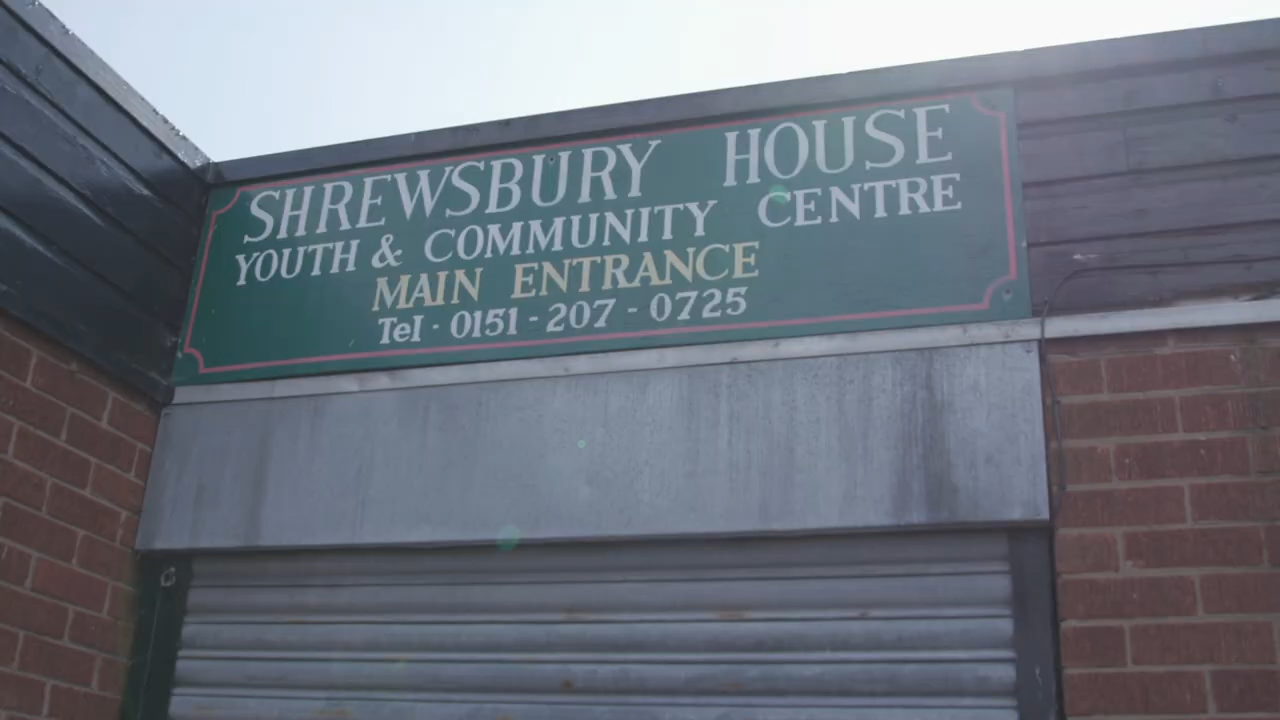 SHREWSBURY HOUSE
YOUTH & COMMUNITY CENTRE
MAIN ENTRANCE
Tel · 0151 - 207 - 0725